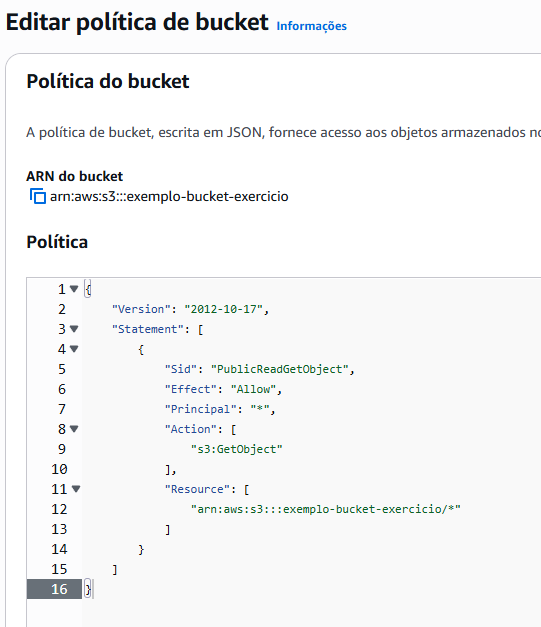 Editar política de bucket Informações
Política do bucket
A política de bucket, escrita em JSON, fornece acesso aos objetos armazenados
ARN do bucket
arn:aws:s3:::exemplo-bucket-exercicio
Política
1 {
2 "Version": "2012-10-17",
3 "Statement": [
4 {
5 "Sid": "PublicReadGetObject",
6 "Effect": "Allow",
7 "Principal": "*",
8 "Action": [
9 "s3:GetObject"
10 ],
11 "Resource": [
12 "arn:aws:s3:::exemplo-bucket-exercicio/*"
13 ]
14 }
15 ]
16 }